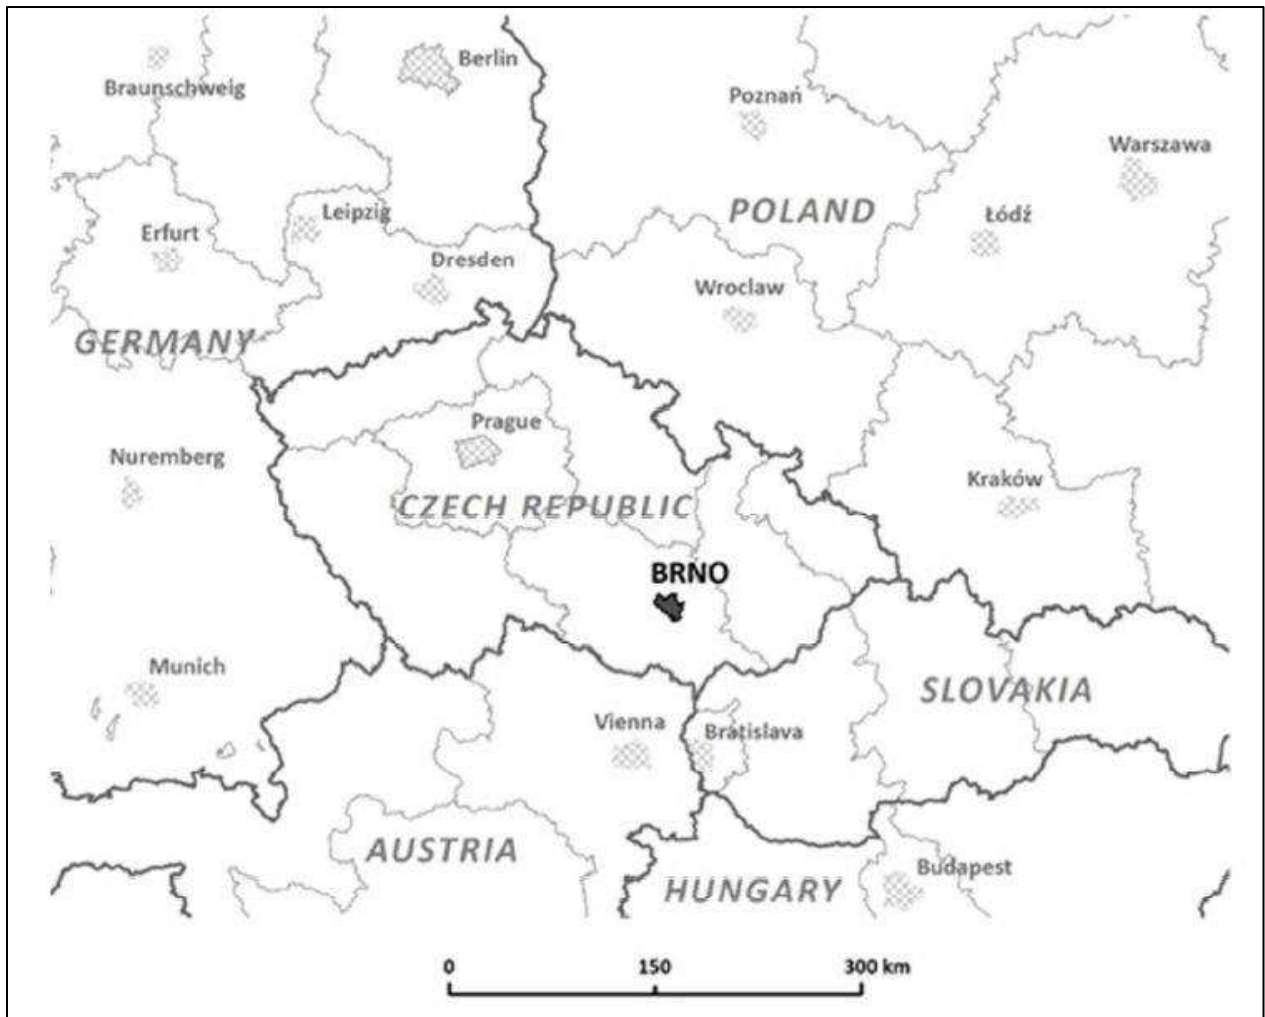 Berlin
Braunschweig
Poznań
Warszawa
POLAND
Leipzig
Łódź
Erfurt
Dresden
Wroclaw
GERMANY
Prague
Nuremberg
Kraków
CZECH REPUBLIC
BRNO
Munich
SLOVAKIA
Vienna
Bratislava
AUSTRIA
Budapest
HUNGARY
0 150 300 km